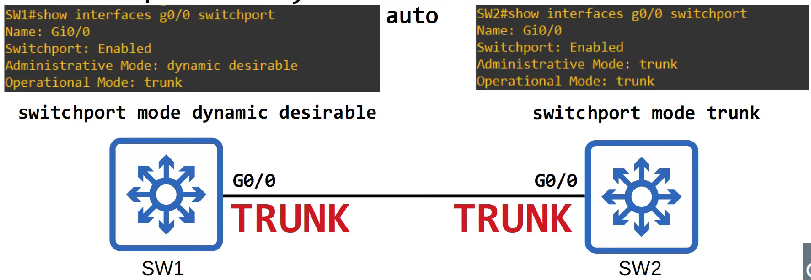 SW1#show interfaces g0/0 switchport
Name: Gi0/0
Switchport: Enabled
Administrative Mode: dynamic desirable
Operational Mode: trunk
auto
SW2#show interfaces g0/0 switchport
Name: Gi0/0
Switchport: Enabled
Administrative Mode: trunk
Operational Mode: trunk
switchport mode dynamic desirable
switchport mode trunk
G0/0
G0/0
TRUNK
TRUNK
SW1
SW2